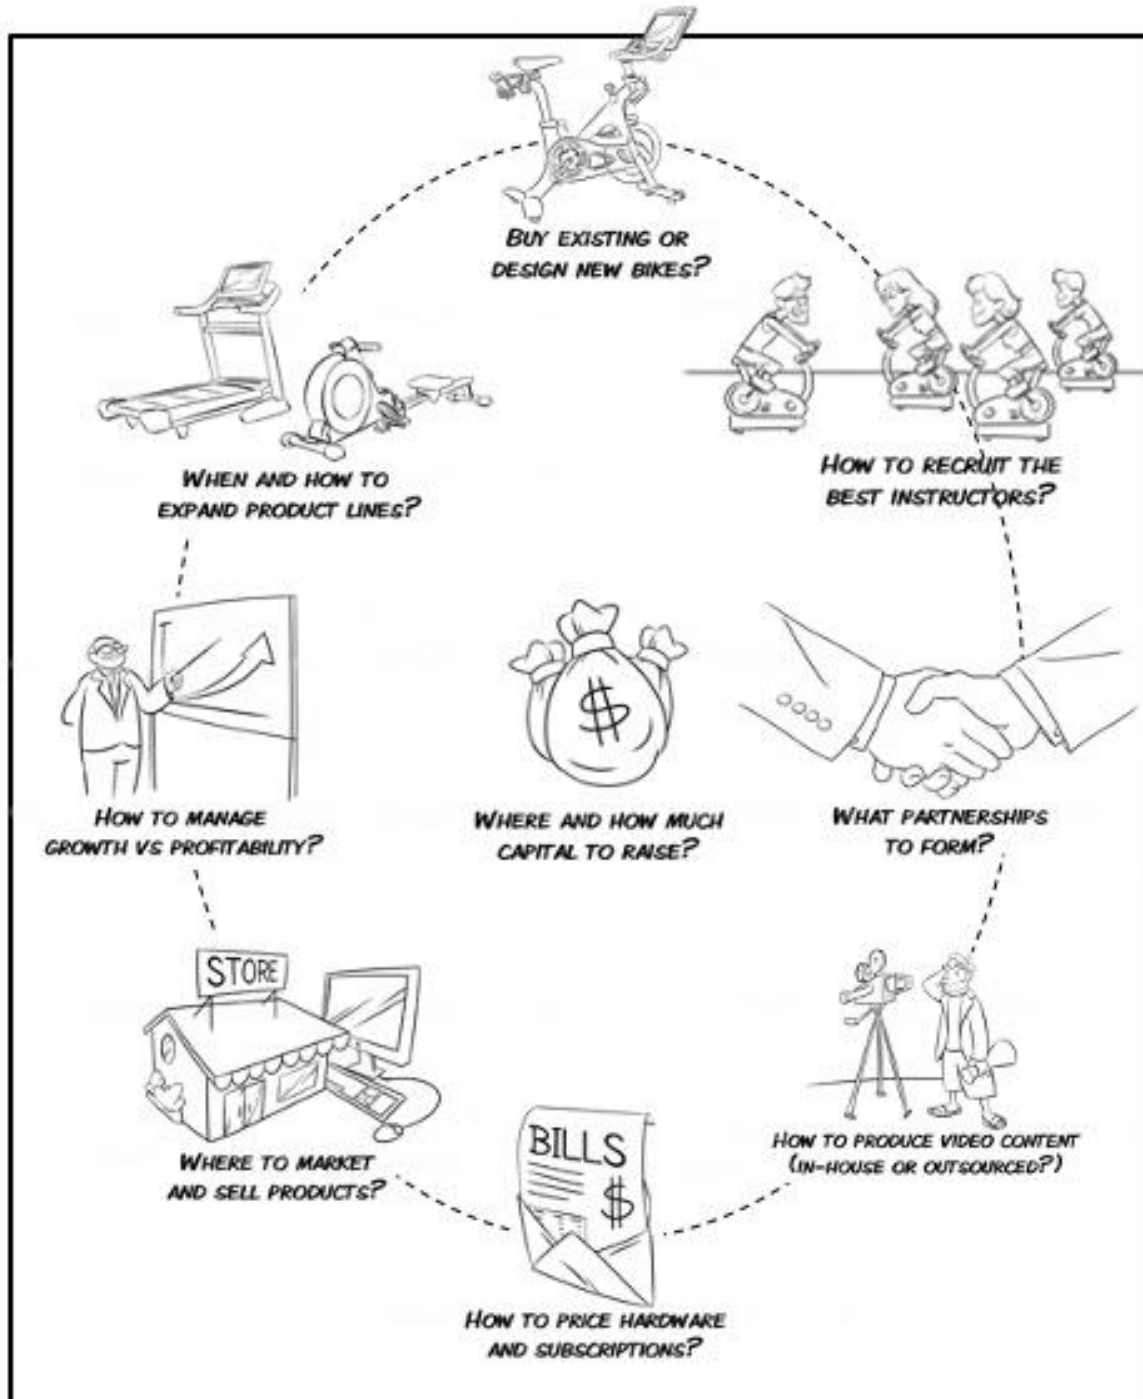 BUY EXISTING OR
DESIGN NEW BIKES?
HOW TO RECRUIT THE
BEST INSTRUCTORS?
WHEN AND HOW TO
EXPAND PRODUCT LINES?
$
HOW TO MANAGE
GROWTH VS PROFITABILITY?
WHERE AND HOW MUCH
CAPITAL TO RAISE?
WHAT PARTNERSHIPS
TO FORM?
STORE
WHERE TO MARKET
AND SELL PRODUCTS?
HOW TO PRODUCE VIDEO CONTENT
(IN-HOUSE OR OUTSOURCED?)
BILLS
$
HOW TO PRICE HARDWARE
AND SUBSCRIPTIONS?